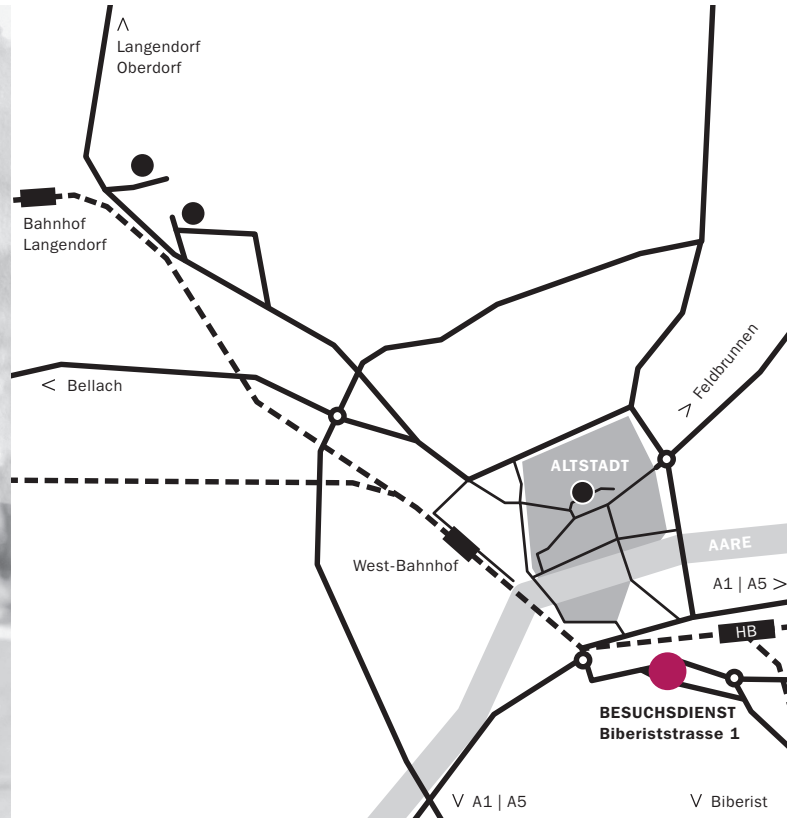 Langendorf
Oberdorf
Bahnhof
Langendorf
< Bellach
> Feldbrunnen
ALTSTADT
AARE
West-Bahnhof
A1 | A5 >
HB
BESUCHSDIENST
Biberiststrasse 1
A1 | A5
Biberist